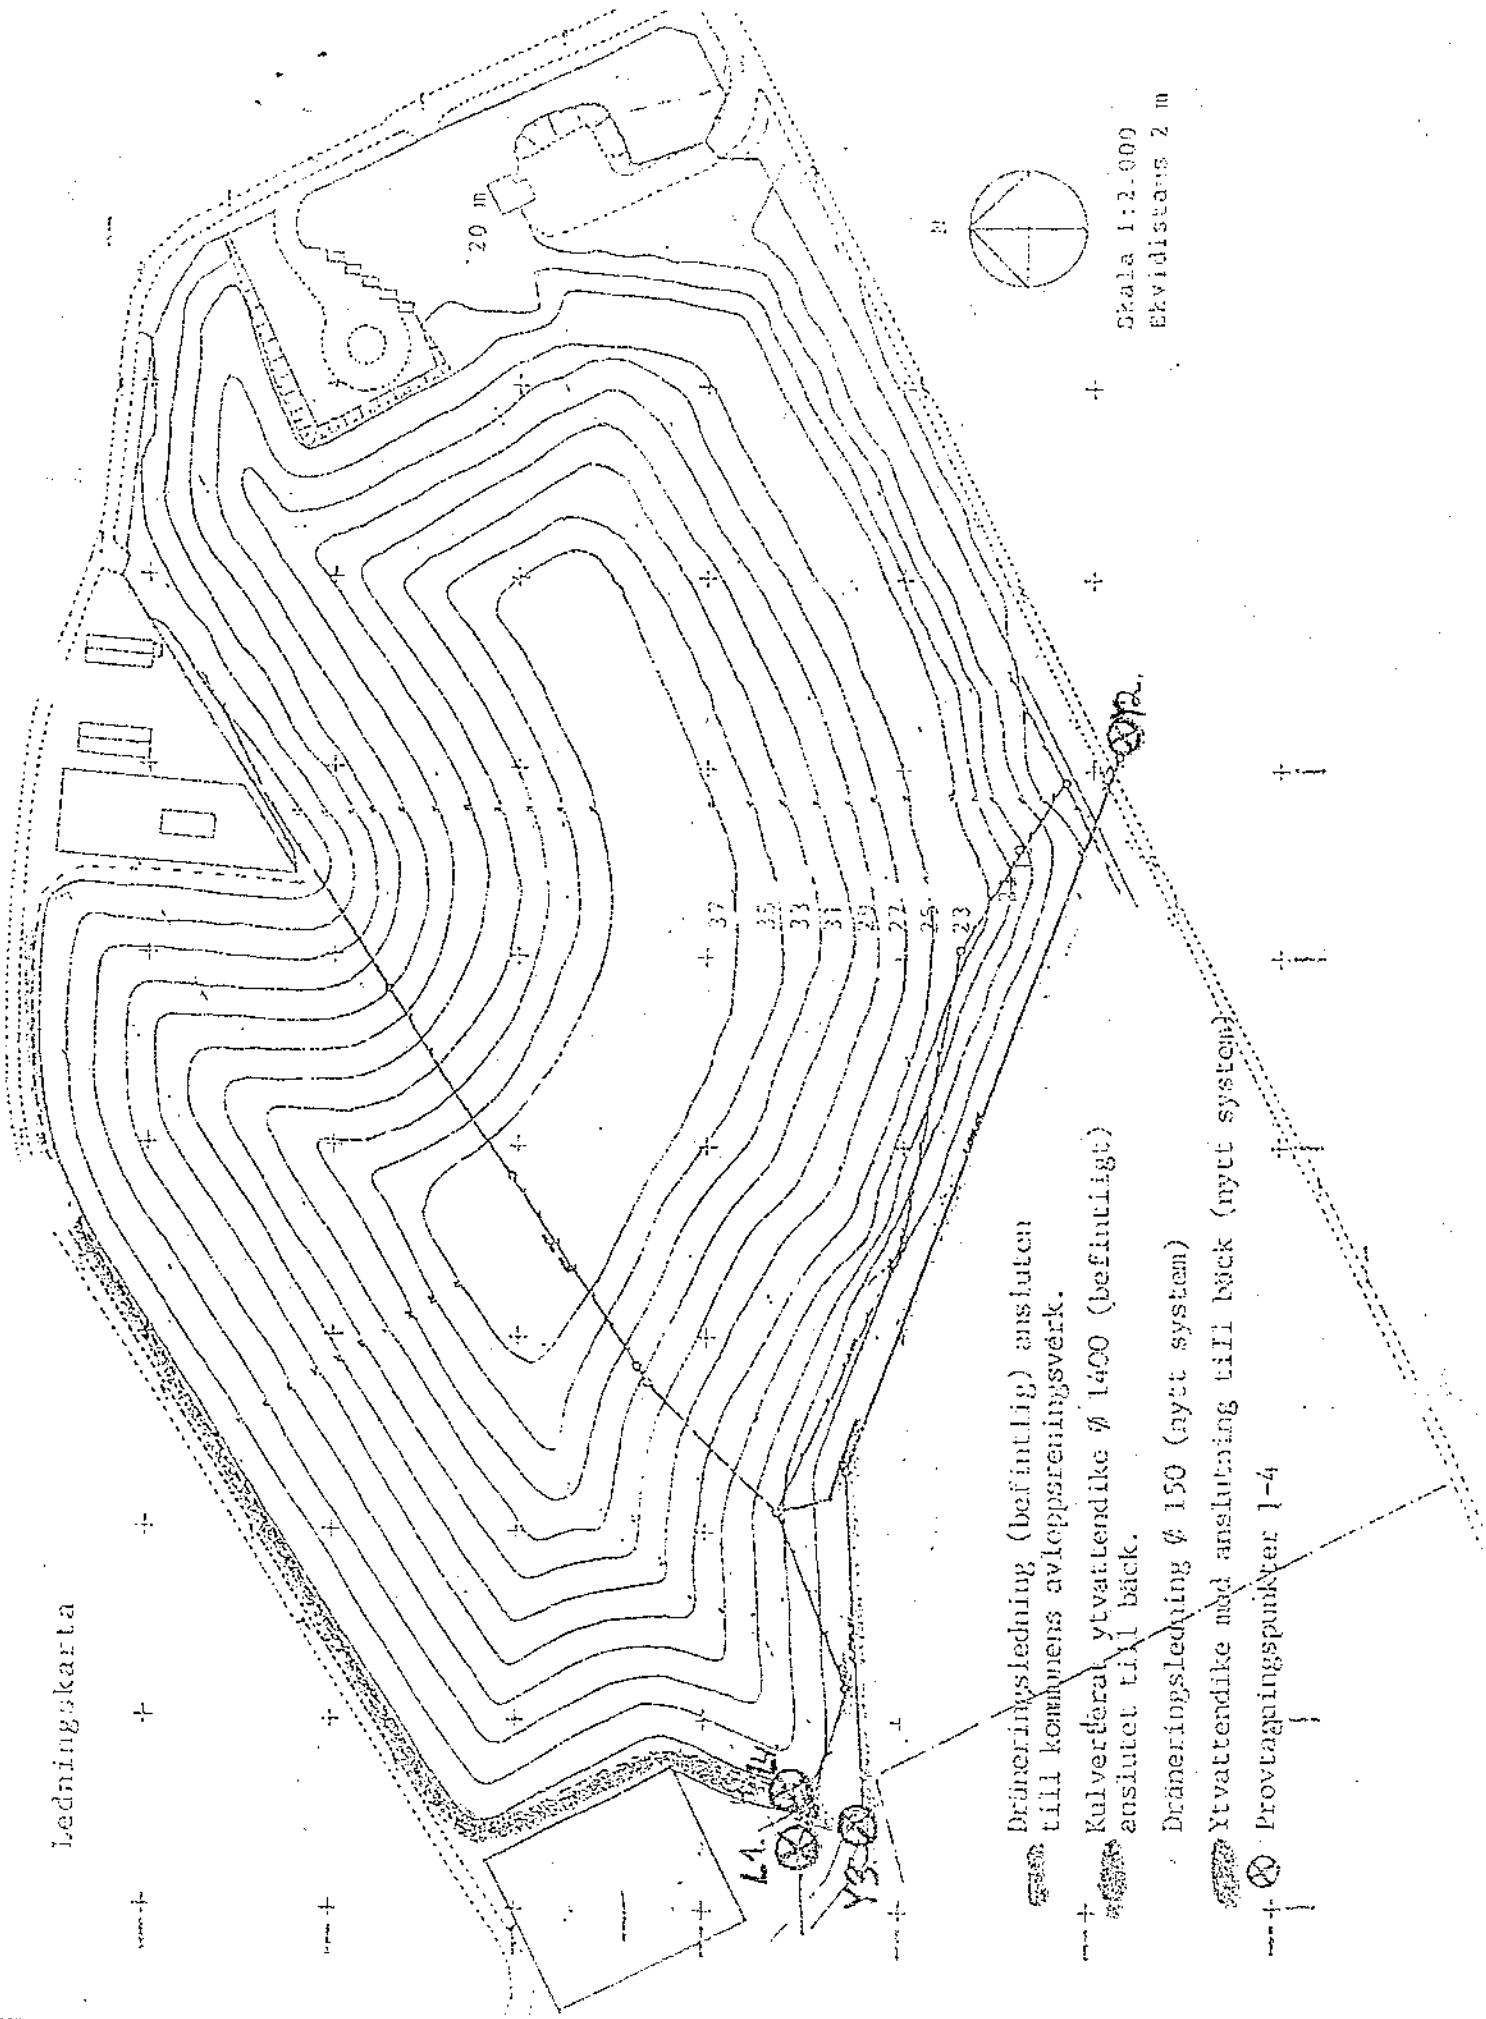 Ledningskarta
20 m
N
Skala 1:2.000
Ekvidistans 2 m
37
35
33
31
29
27
25
23
21
19
L1.
L4
Y3
Y2.
Dräneringsledning (befintlig) ansluten
till kommunens avloppsreningsverk.
Kulverterat ytvattendike Ø 1400 (befintligt)
anslutet till bäck.
Dräneringsledning Ø 150 (nytt system)
Ytvattendike med anslutning till bäck (nytt system)
Provtagningspunkter 1-4